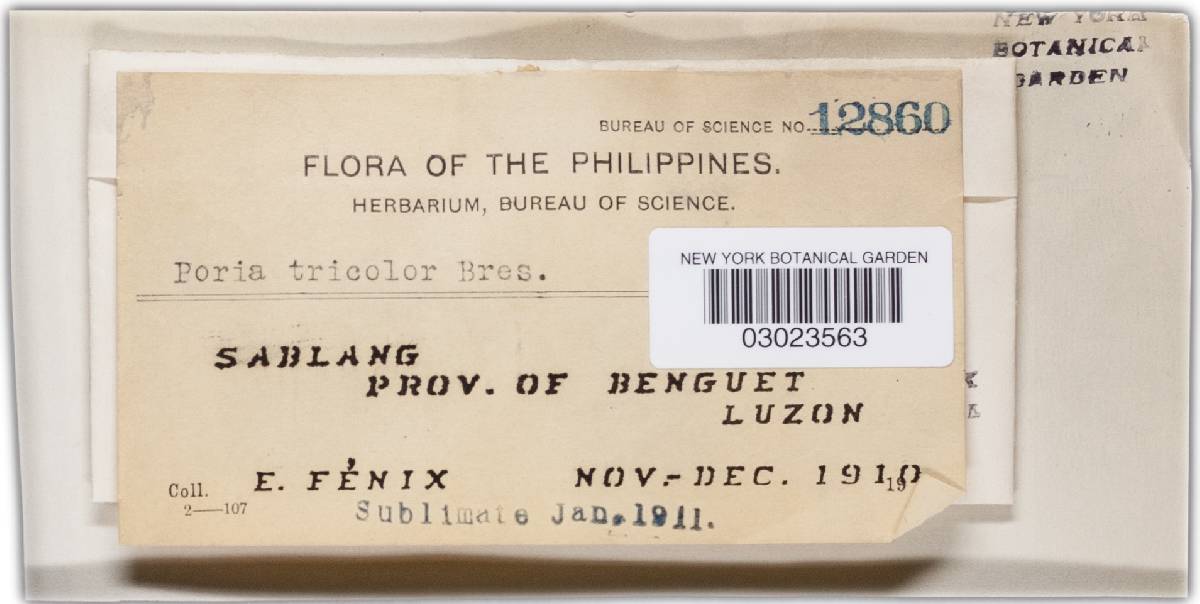 NEW YORK
BOTANICAL
GARDEN
BUREAU OF SCIENCE NO. 12860
FLORA OF THE PHILIPPINES.
HERBARIUM, BUREAU OF SCIENCE.
Poria tricolor Bres.
NEW YORK BOTANICAL GARDEN
03023563
SABLANG
PROV. OF BENGUET
LUZON
Coll. E. FÉNIX NOV.-DEC. 1910
19
2—107
Sublimate Jan. 1911.